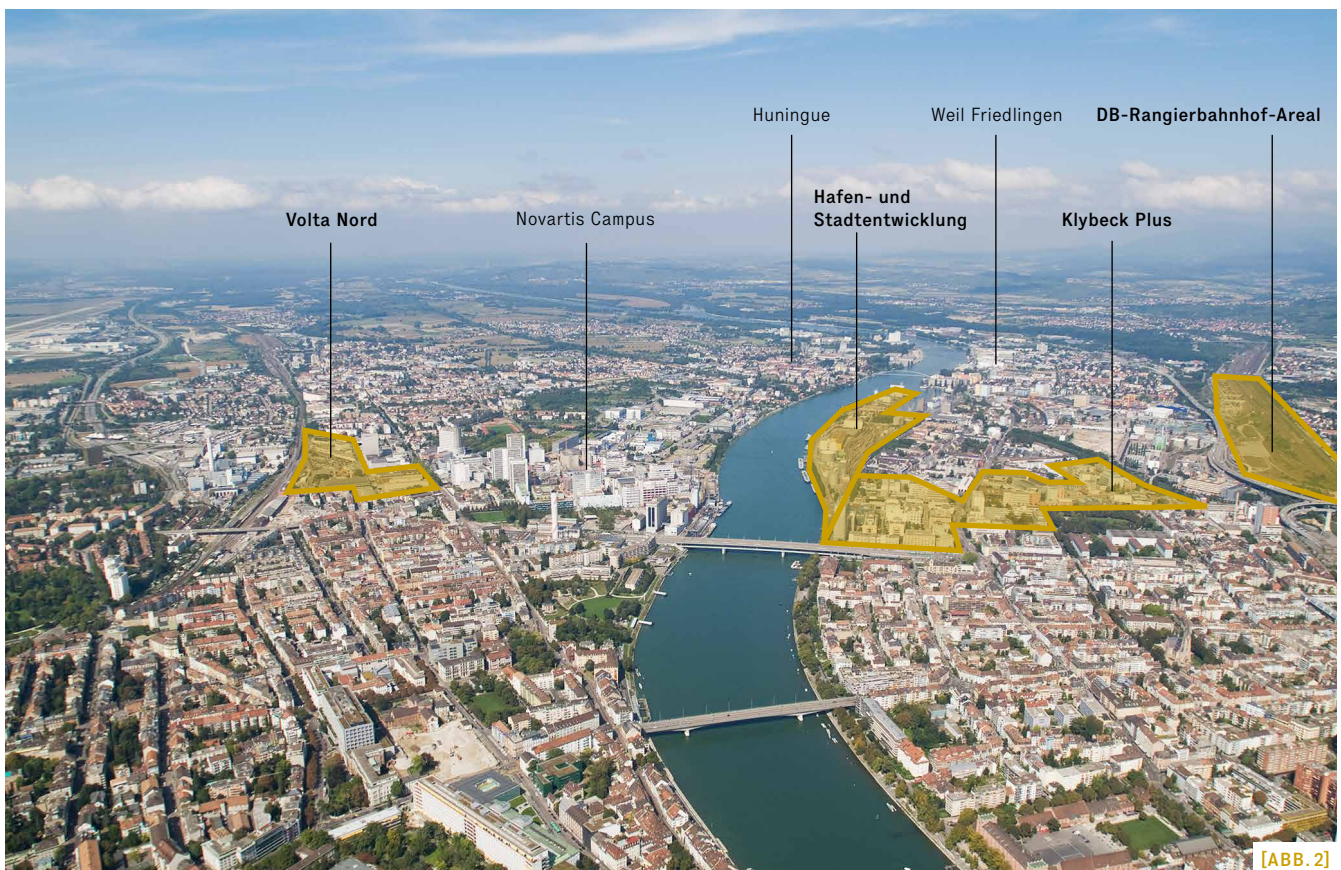 Huningue
Weil Friedlingen
DB-Rangierbahnhof-Areal
Volta Nord
Novartis Campus
Hafen- und
Stadtentwicklung
Klybeck Plus
[ABB. 2]